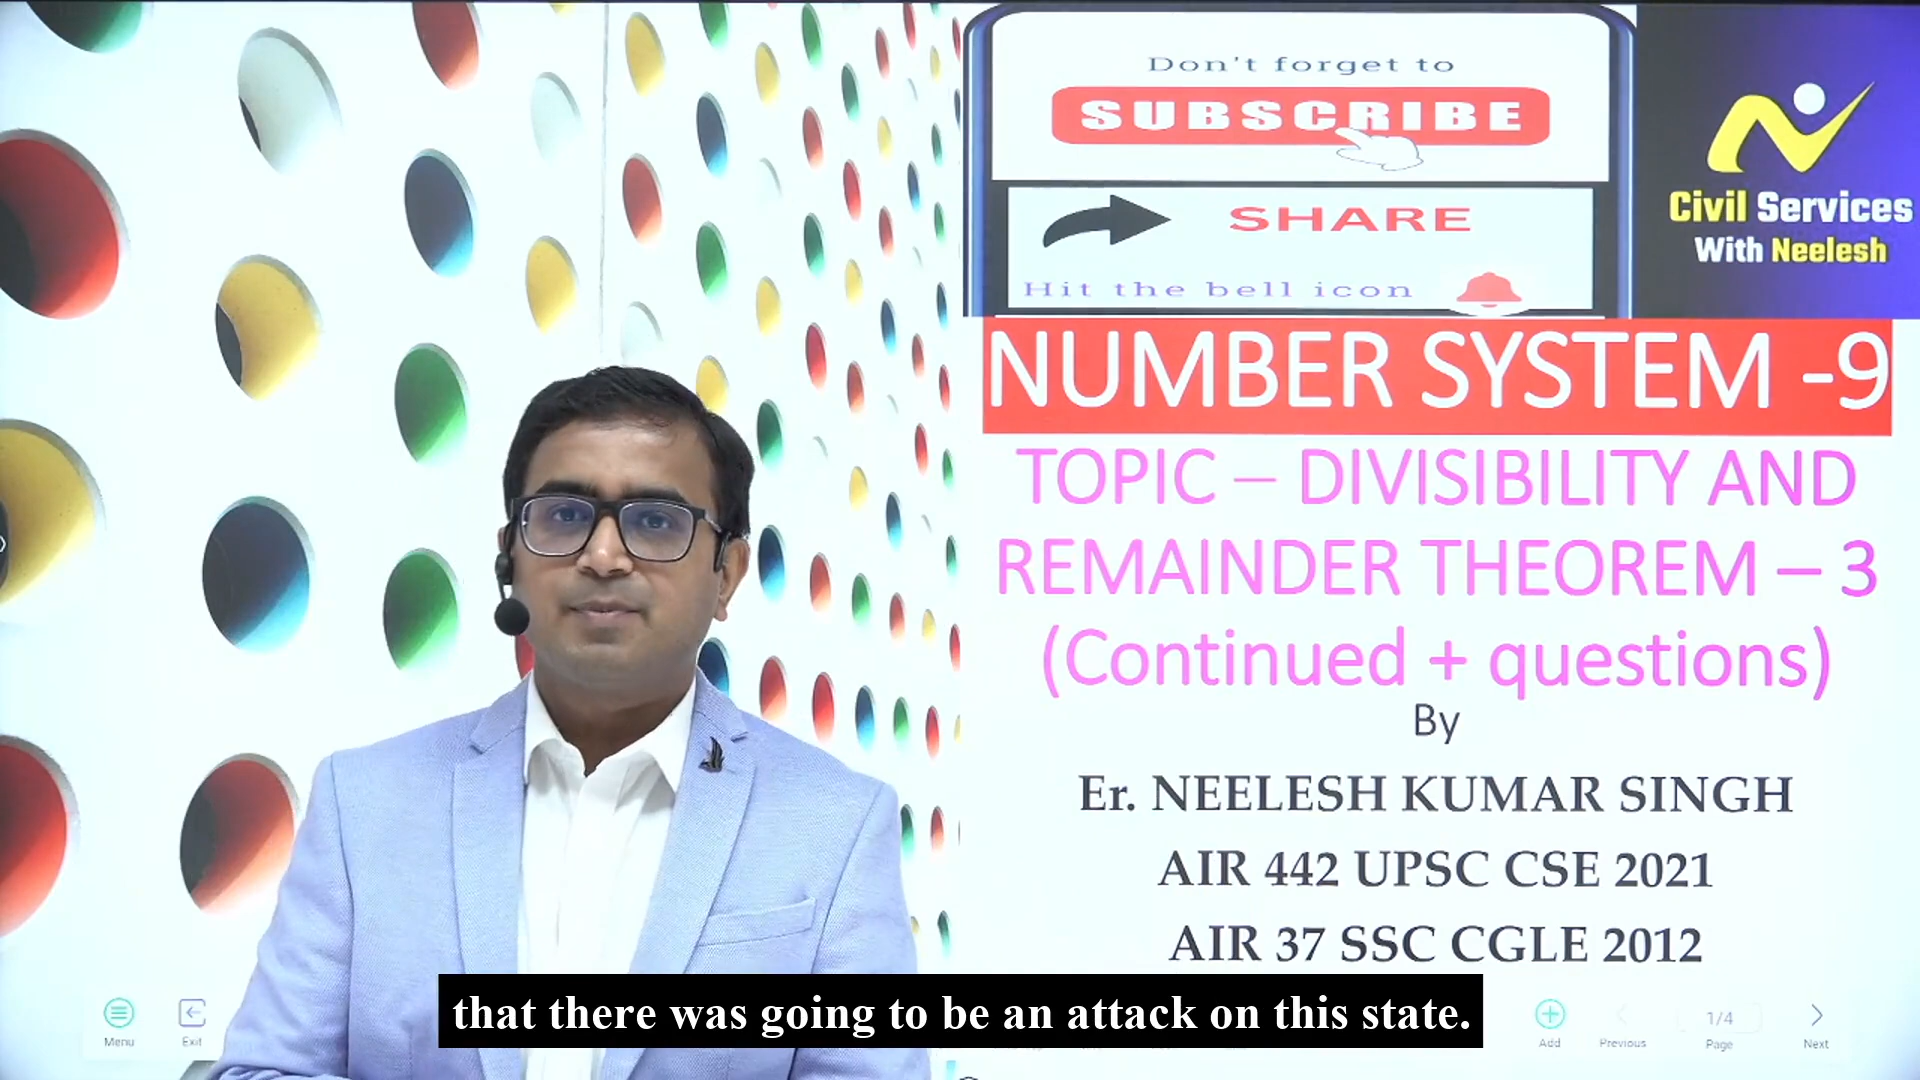 Don't forget to
SUBSCRIBE
SHARE
Hit the bell icon
Civil Services
With Neelesh
NUMBER SYSTEM -9
TOPIC – DIVISIBILITY AND
REMAINDER THEOREM – 3
(Continued + questions)
By
Er. NEELESH KUMAR SINGH
AIR 442 UPSC CSE 2021
AIR 37 SSC CGLE 2012
that there was going to be an attack on this state.
Menu
Exit
Add
Previous
1/4
Page
Next